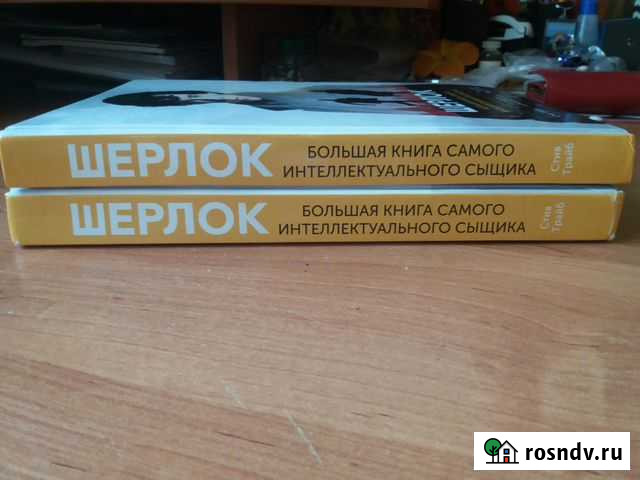 ШЕРЛОК
БОЛЬШАЯ КНИГА САМОГО
ИНТЕЛЛЕКТУАЛЬНОГО СЫЩИКА
Стив
Трайб
ШЕРЛОК
БОЛЬШАЯ КНИГА САМОГО
ИНТЕЛЛЕКТУАЛЬНОГО СЫЩИКА
Стив
Трайб
rosndv.ru